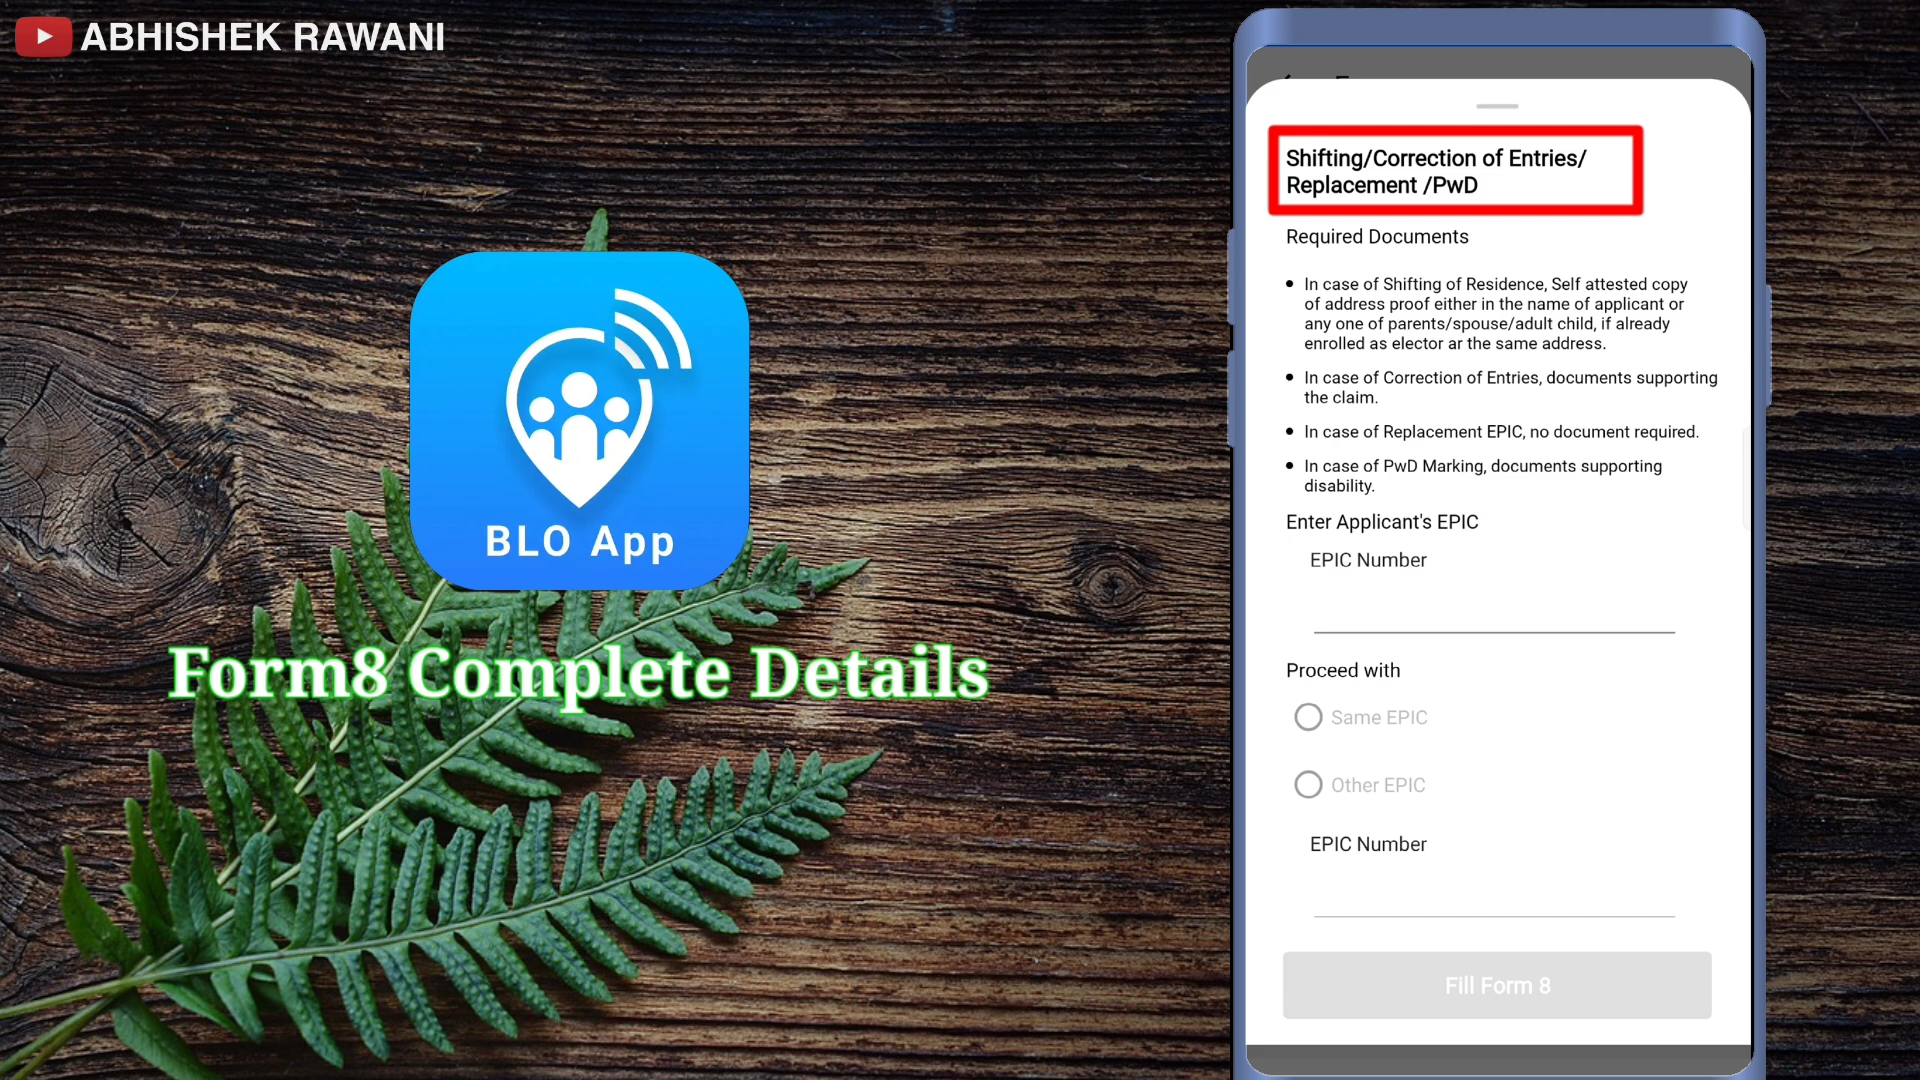 ABHISHEK RAWANI
BLO App
Form8 Complete Details
Shifting/Correction of Entries/
Replacement /PwD
Required Documents
• In case of Shifting of Residence, Self attested copy
of address proof either in the name of applicant or
any one of parents/spouse/adult child, if already
enrolled as elector ar the same address.
• In case of Correction of Entries, documents supporting
the claim.
• In case of Replacement EPIC, no document required.
• In case of PwD Marking, documents supporting
disability.
Enter Applicant's EPIC
EPIC Number
Proceed with
Same EPIC
Other EPIC
EPIC Number
Fill Form 8